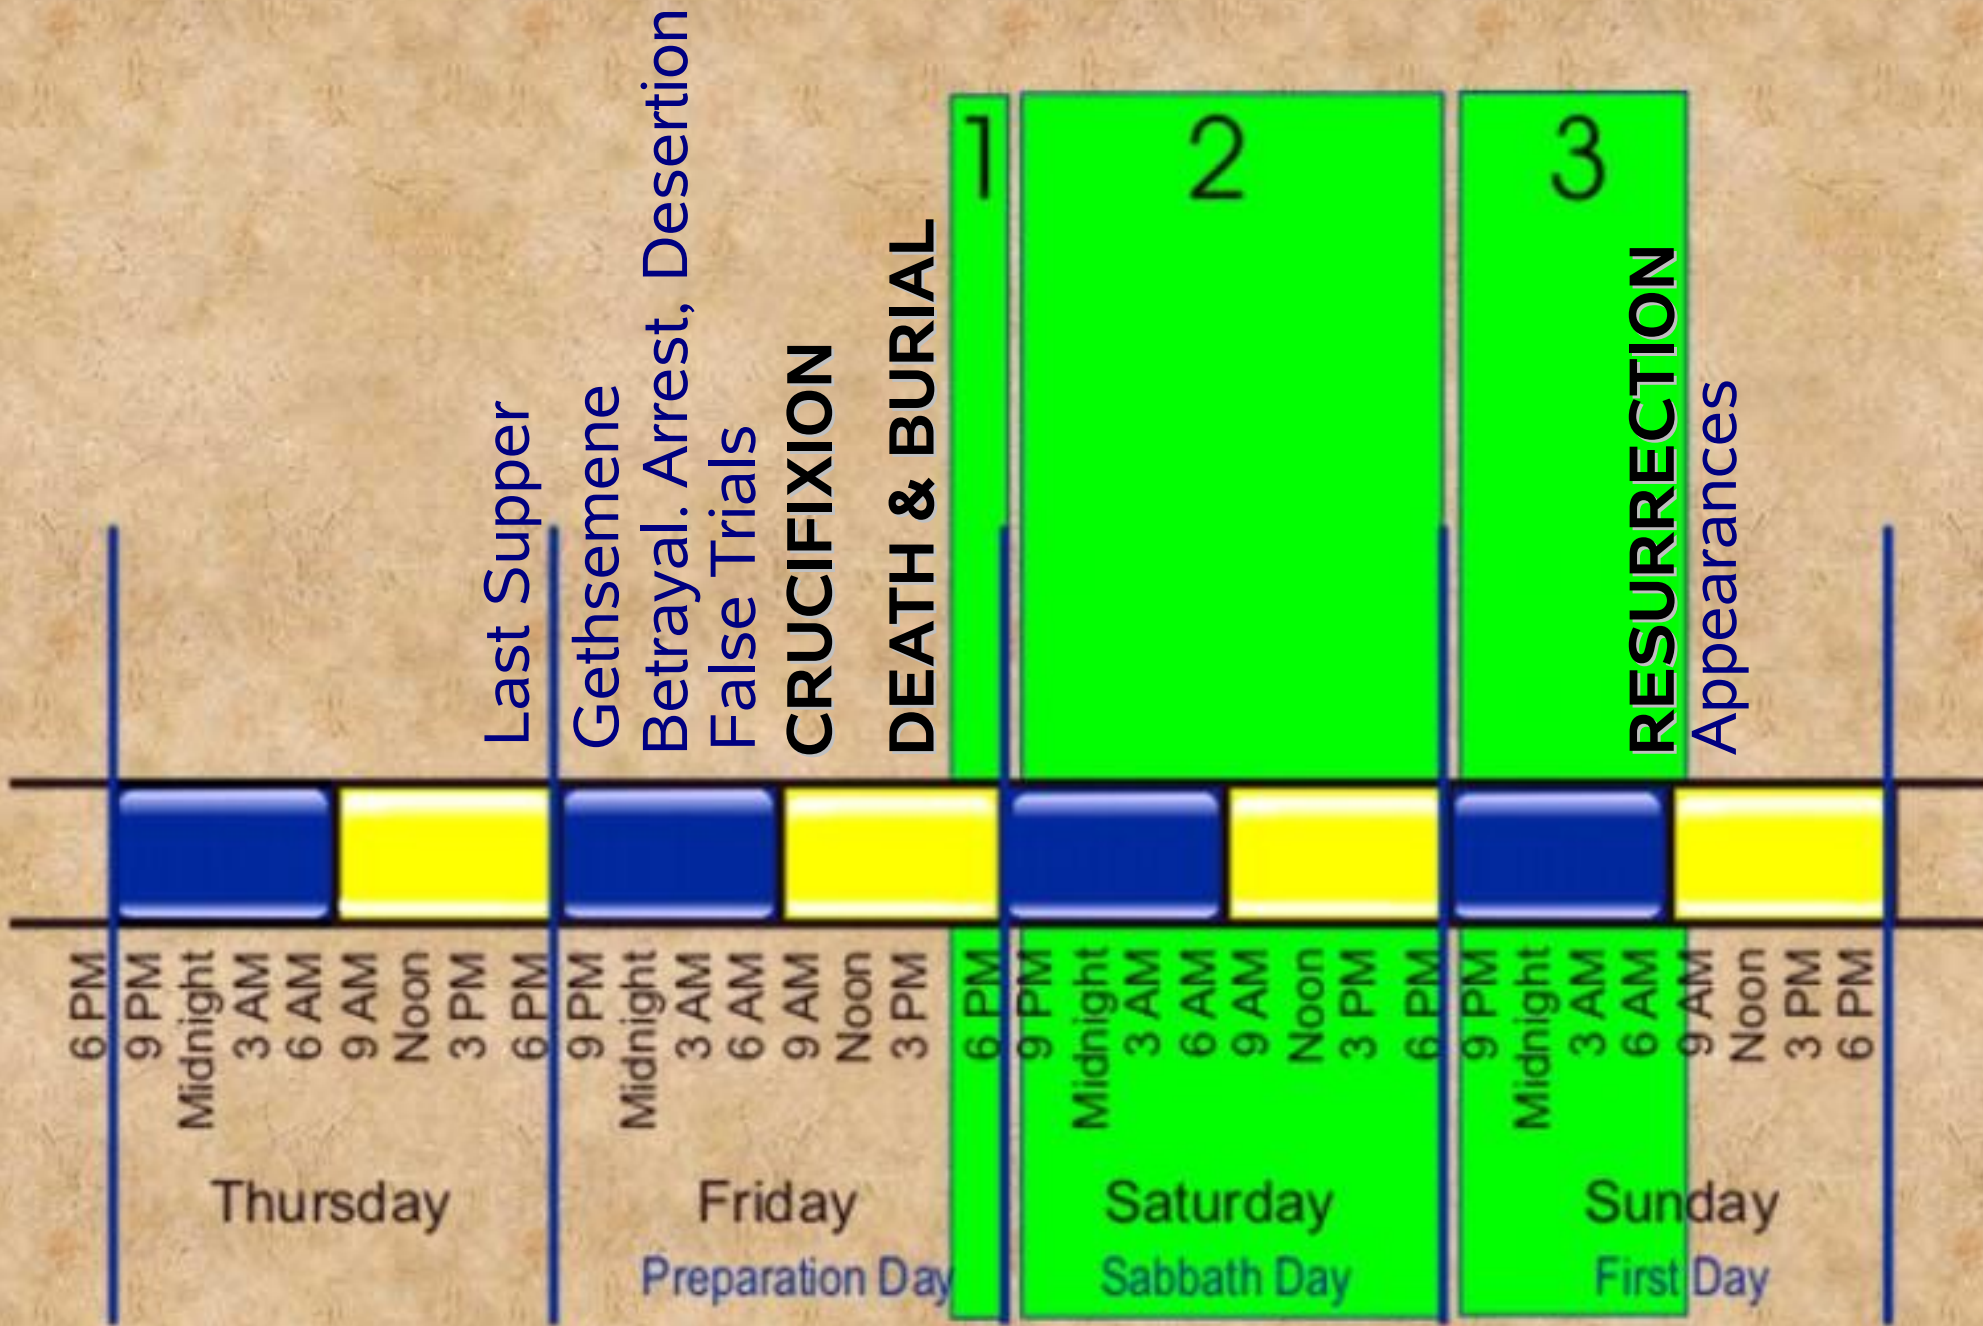 1
2
3
Last Supper
Gethsemene
Betrayal. Arrest, Desertion
False Trials
CRUCIFIXION
DEATH & BURIAL
RESURRECTION
Appearances
6 PM
9 PM
Midnight
3 AM
6 AM
9 AM
Noon
3 PM
6 PM
9 PM
Midnight
3 AM
6 AM
9 AM
Noon
3 PM
6 PM
9 PM
Midnight
3 AM
6 AM
9 AM
Noon
3 PM
6 PM
9 PM
Midnight
3 AM
6 AM
9 AM
Noon
3 PM
6 PM
Thursday
Friday
Saturday
Sunday
Preparation Day
Sabbath Day
First Day